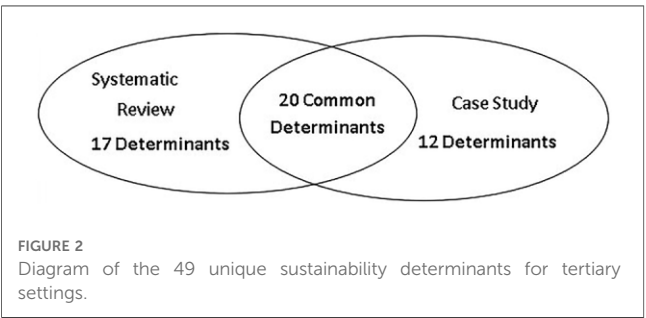 Systematic
Review
17 Determinants
20 Common
Determinants
Case Study
12 Determinants
FIGURE 2
Diagram of the 49 unique sustainability determinants for tertiary
settings.